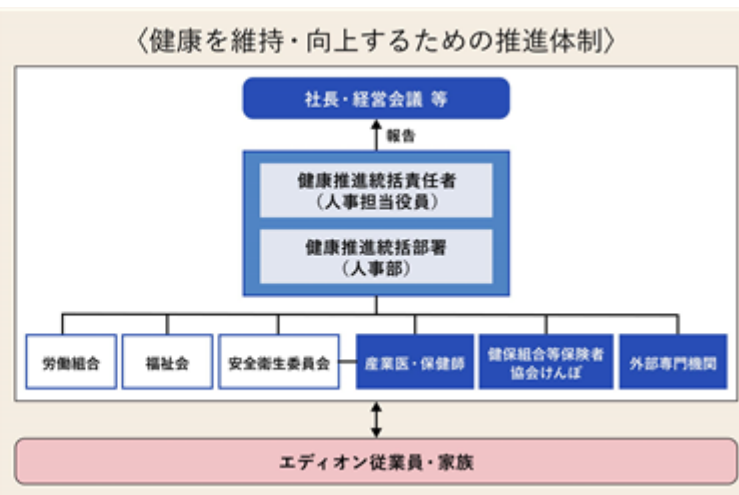 〈健康を維持・向上するための推進体制〉
社長・経営会議 等
報告
健康推進統括責任者
（人事担当役員）
健康推進統括部署
（人事部）
労働組合
福祉会
安全衛生委員会
産業医・保健師
健保組合等保険者
協会けんぽ
外部専門機関
エディオン従業員・家族